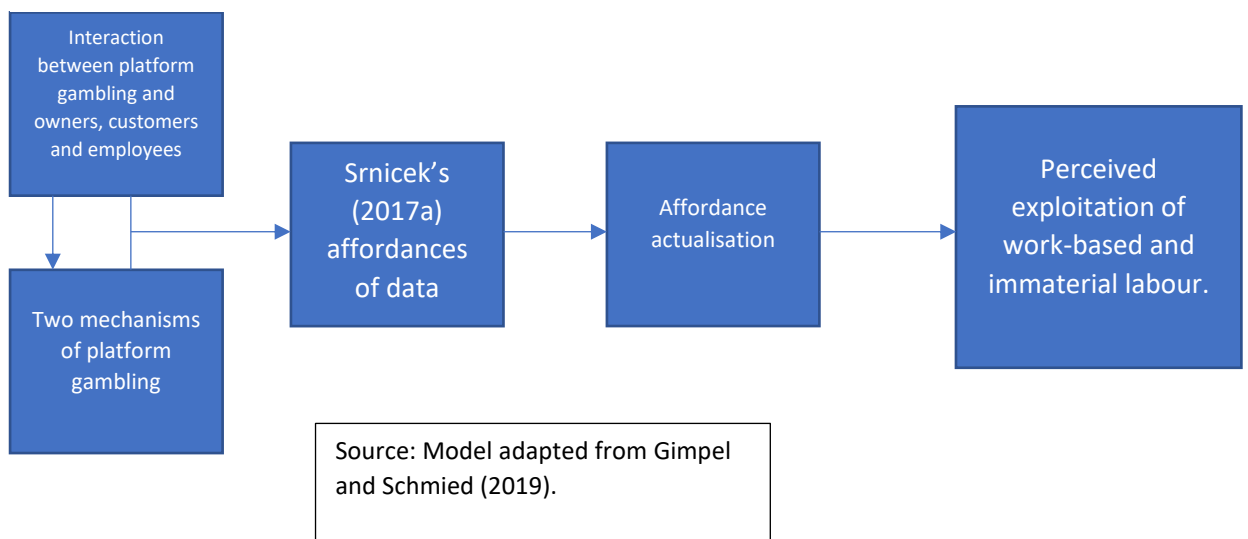 Interaction
between platform
gambling and
owners, customers
and employees
Two mechanisms
of platform
gambling
Srnicek’s
(2017a)
affordances
of data
Affordance
actualisation
Perceived
exploitation of
work-based and
immaterial labour.
Source: Model adapted from Gimpel
and Schmied (2019).